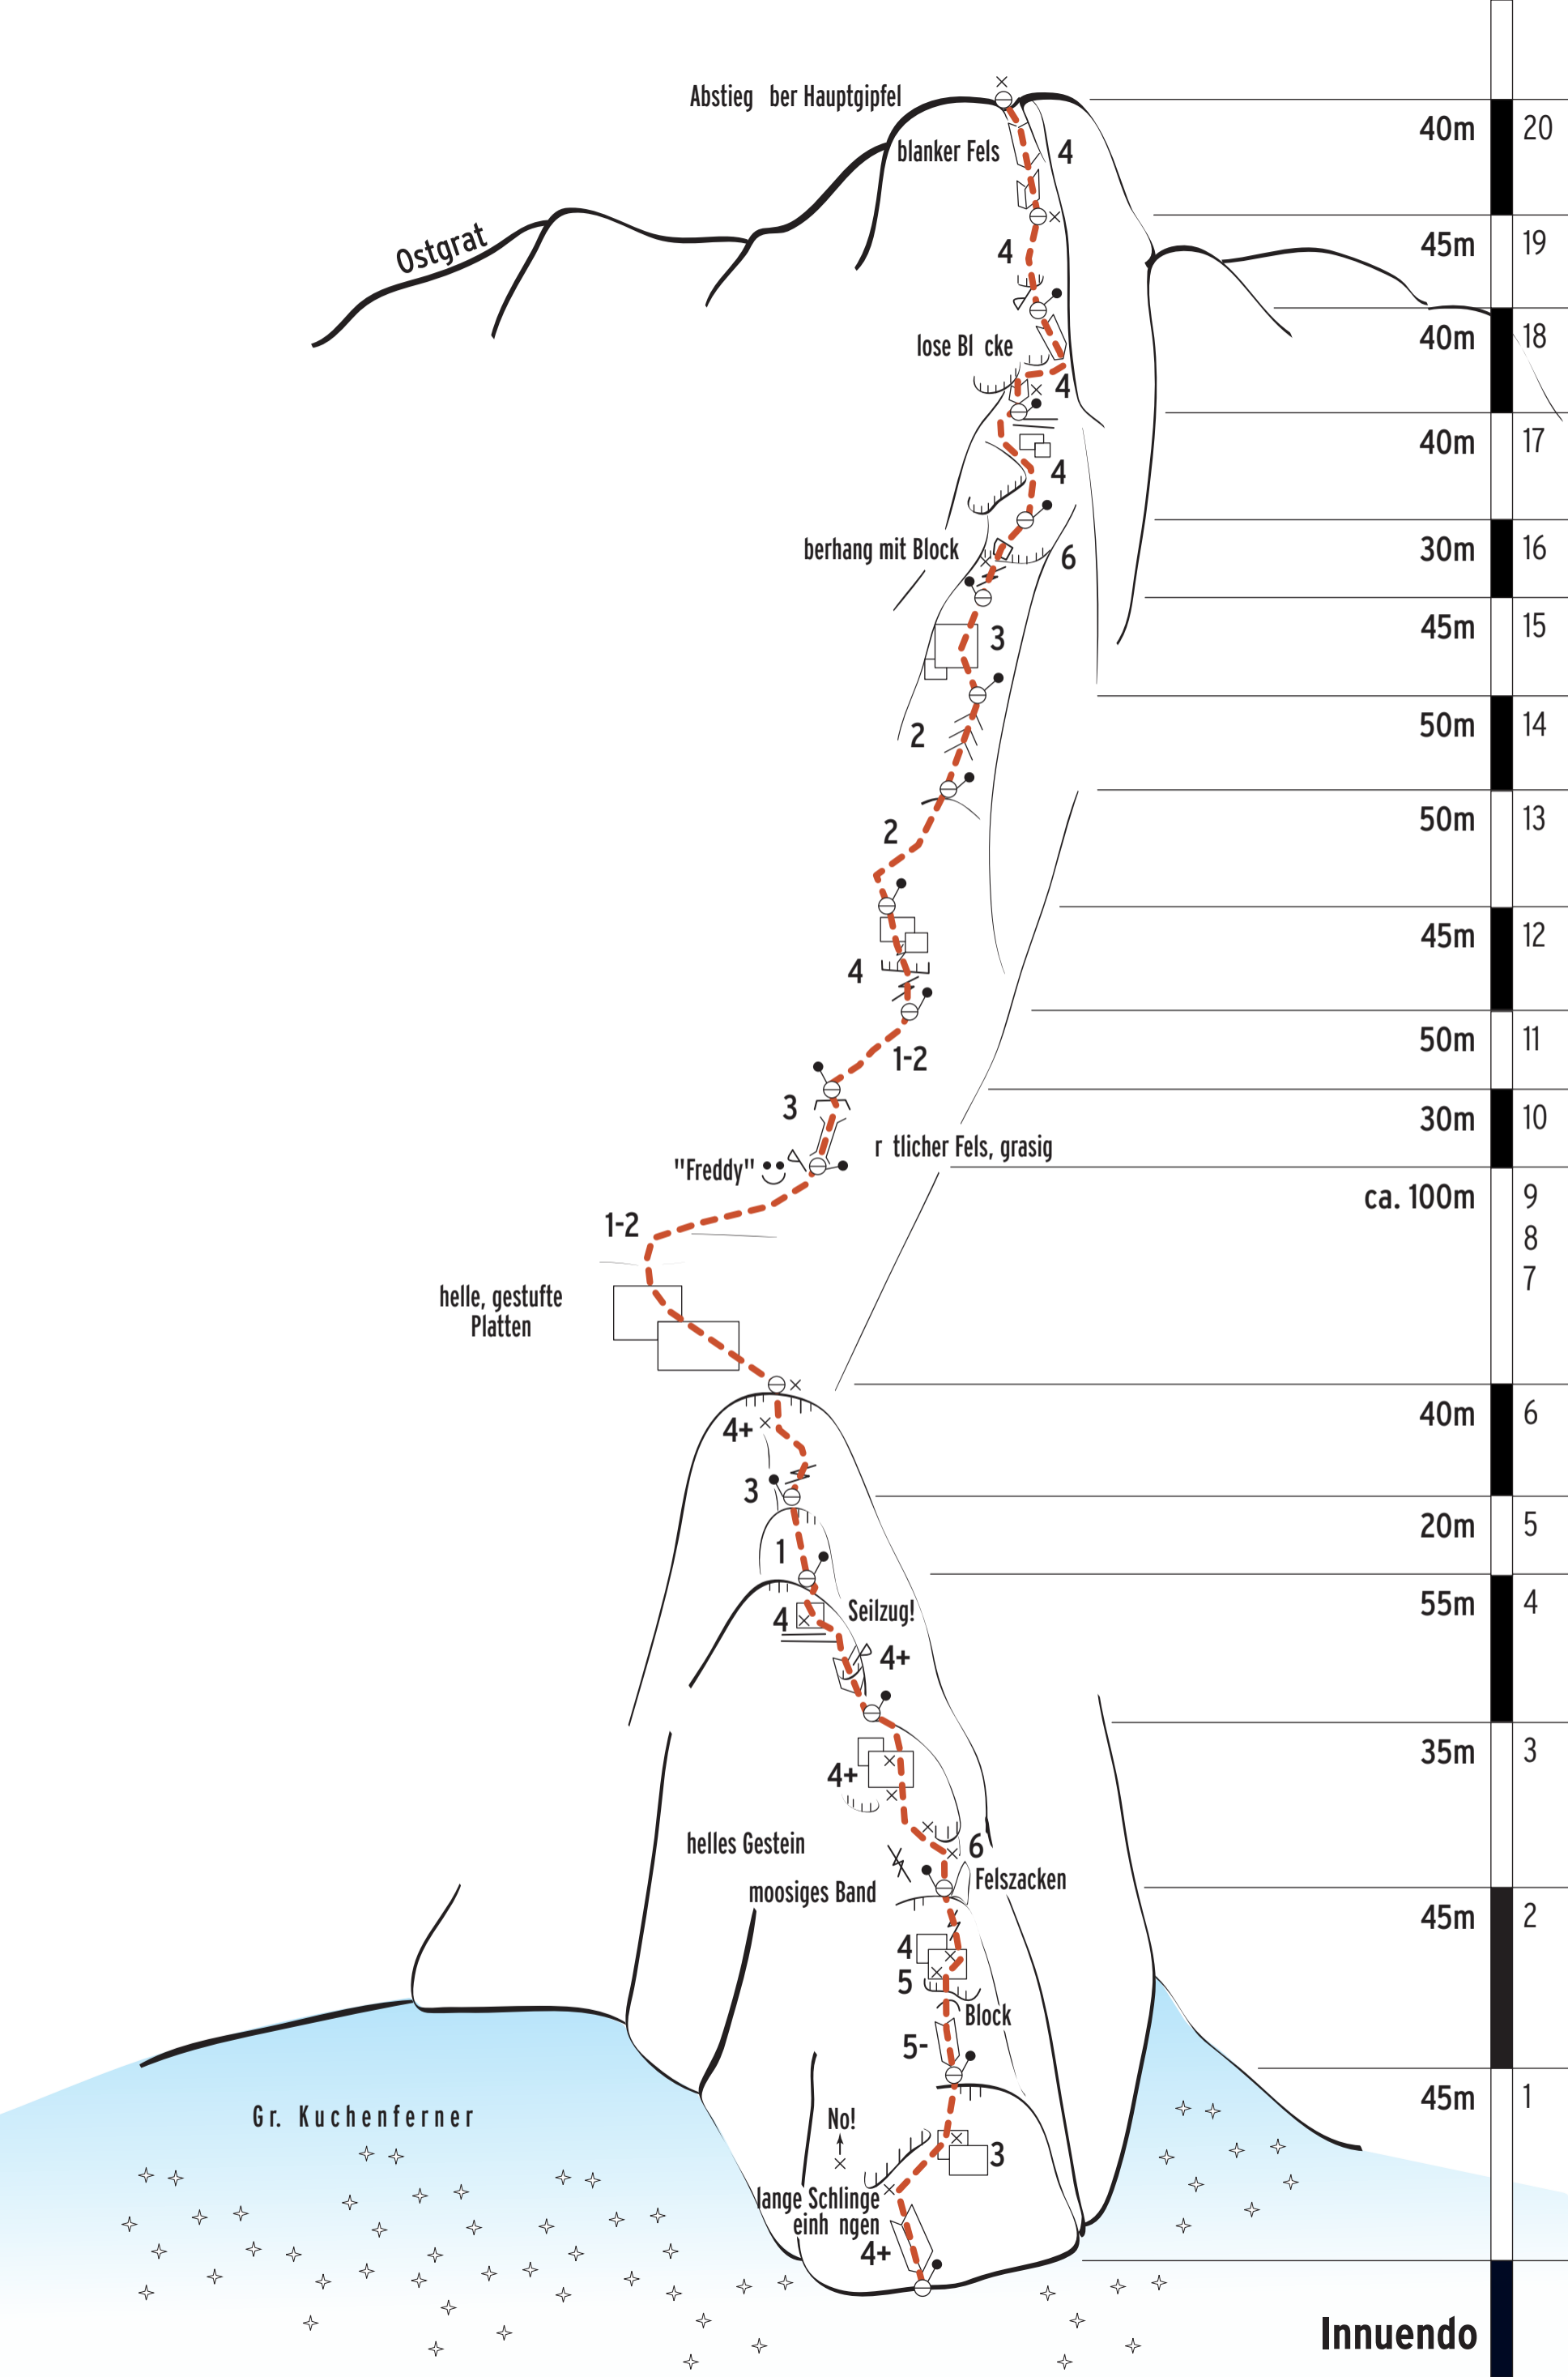 Abstieg ber Hauptgipfel
40m 20
blanker Fels
4
Ostgrat
45m 19
4
40m 18
lose Bl cke
4
40m 17
4
berhang mit Block
6
30m 16
45m 15
3
50m 14
2
50m 13
2
45m 12
4
50m 11
1-2
30m 10
3
r tlicher Fels, grasig
"Freddy"
ca. 100m 9
8
7
1-2
helle, gestufte
Platten
40m 6
4+
3
20m 5
1
55m 4
4
Seilzug!
4+
35m 3
4+
helles Gestein
6
Felszacken
moosiges Band
45m 2
4
5
Block
5-
45m 1
Gr. Kuchenferner
No!
3
lange Schlinge
einh ngen
4+
Innuendo